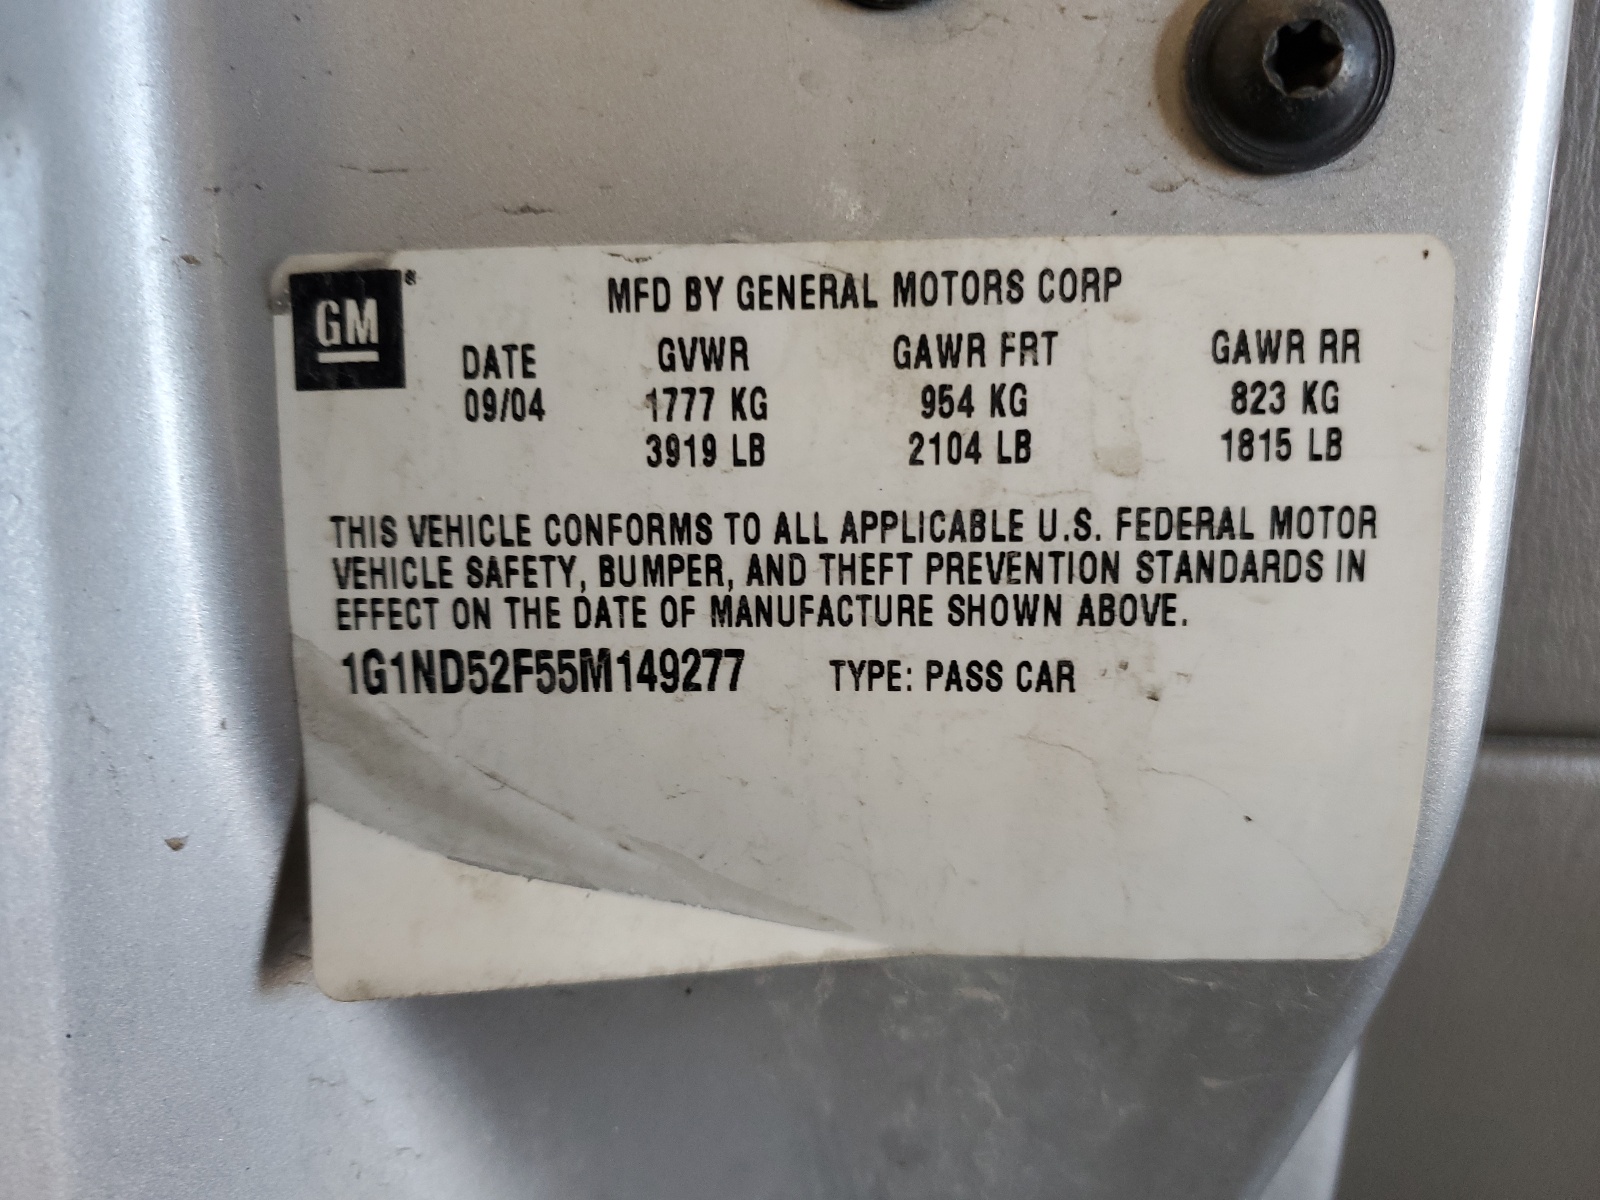 GM®
MFD BY GENERAL MOTORS CORP
DATE GVWR GAWR FRT GAWR RR
09/04 1777 KG 954 KG 823 KG
3919 LB 2104 LB 1815 LB
THIS VEHICLE CONFORMS TO ALL APPLICABLE U.S. FEDERAL MOTOR
VEHICLE SAFETY, BUMPER, AND THEFT PREVENTION STANDARDS IN
EFFECT ON THE DATE OF MANUFACTURE SHOWN ABOVE.
1G1ND52F55M149277 TYPE: PASS CAR